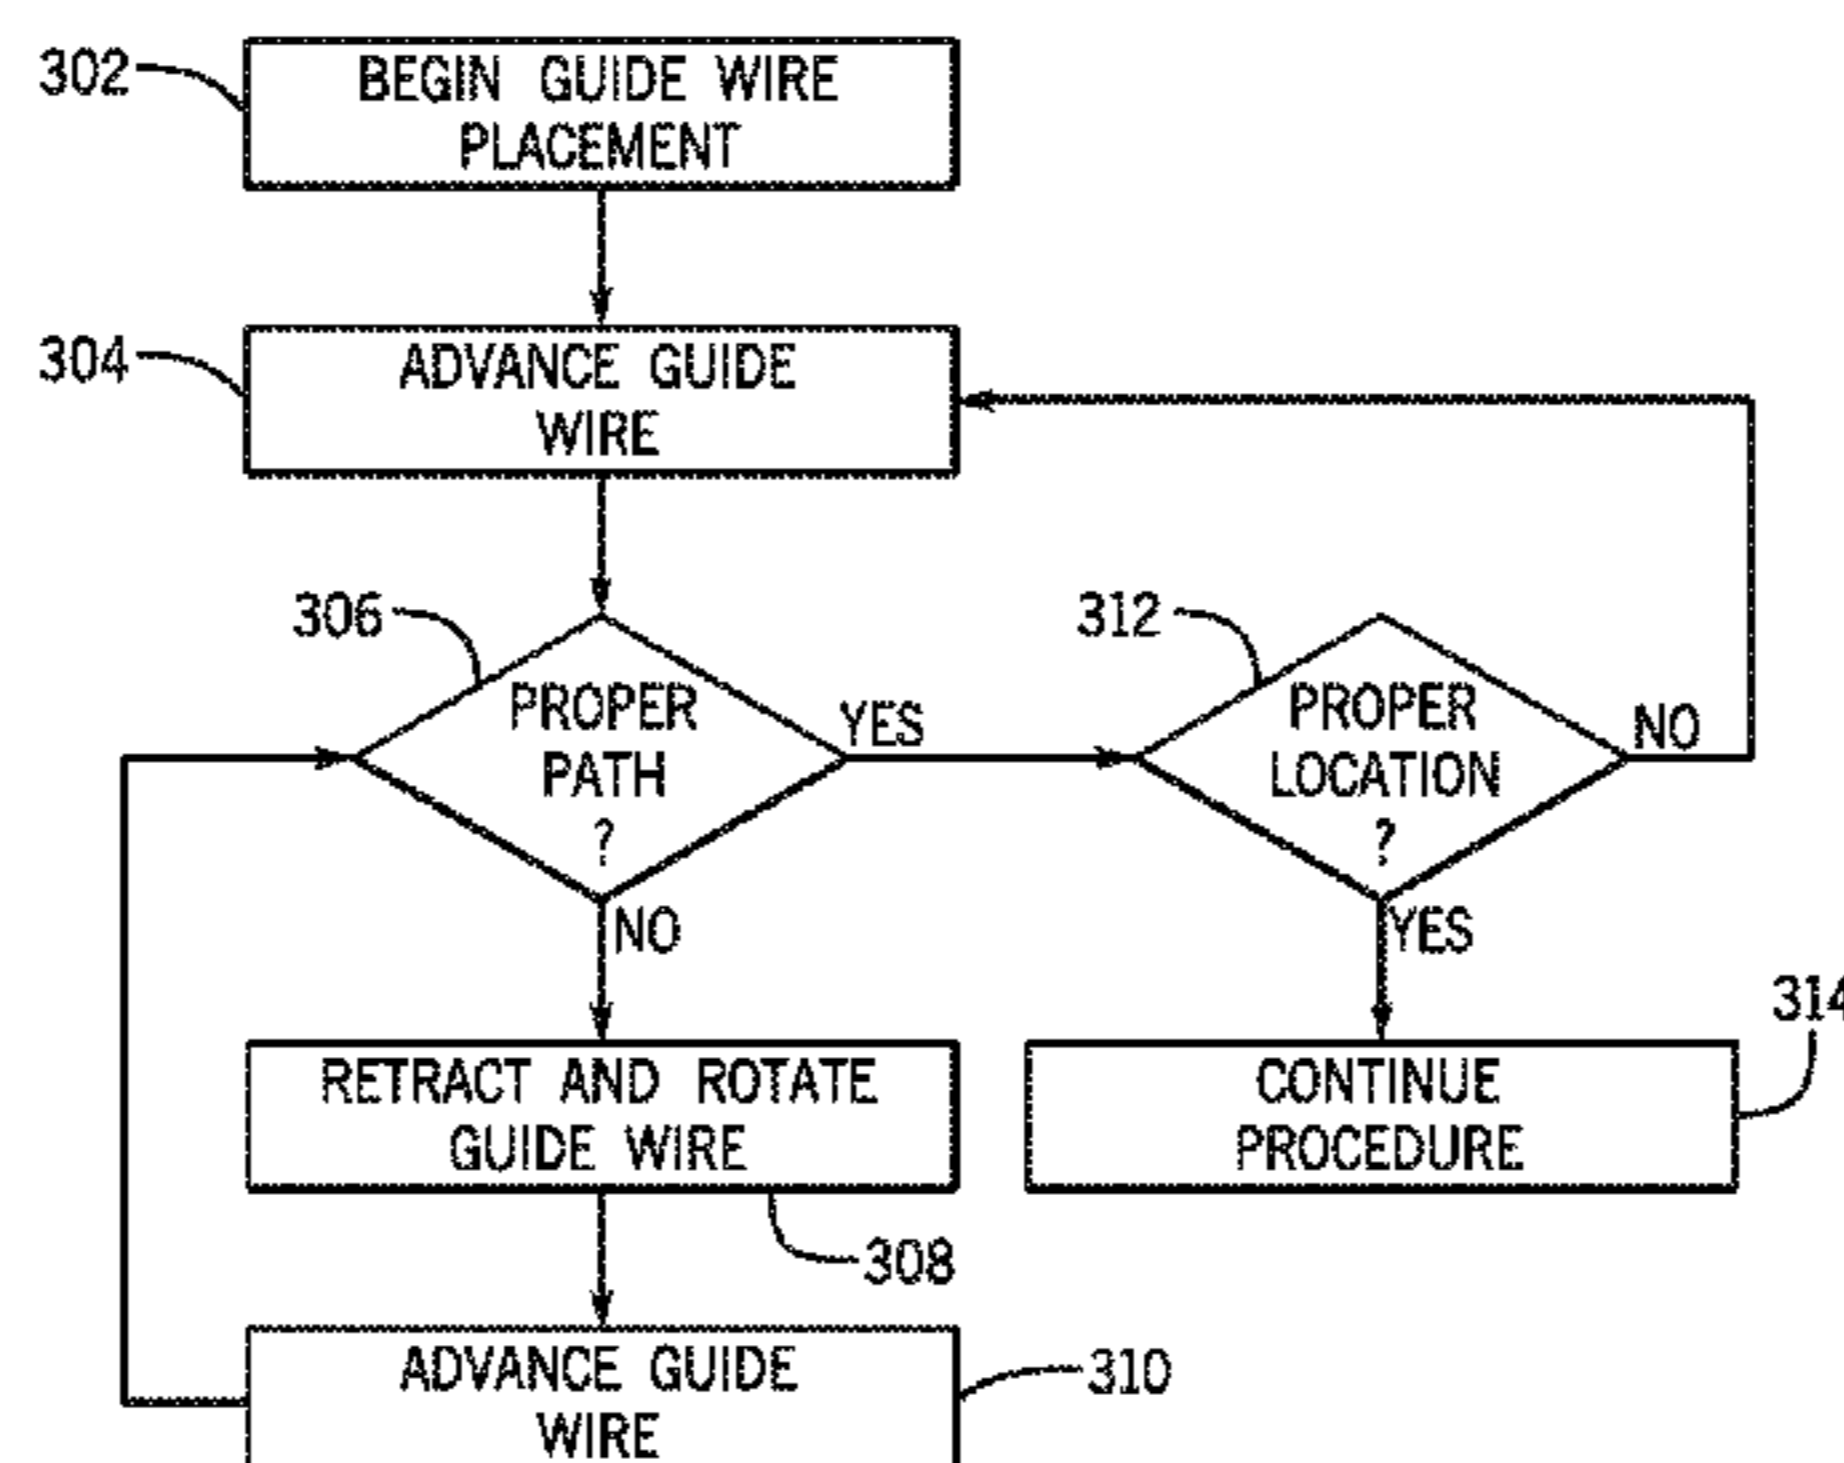 302
BEGIN GUIDE WIRE
PLACEMENT
304
ADVANCE GUIDE
WIRE
306
PROPER
PATH
?
YES
NO
312
PROPER
LOCATION
?
NO
YES
RETRACT AND ROTATE
GUIDE WIRE
308
CONTINUE
PROCEDURE
314
ADVANCE GUIDE
WIRE
310